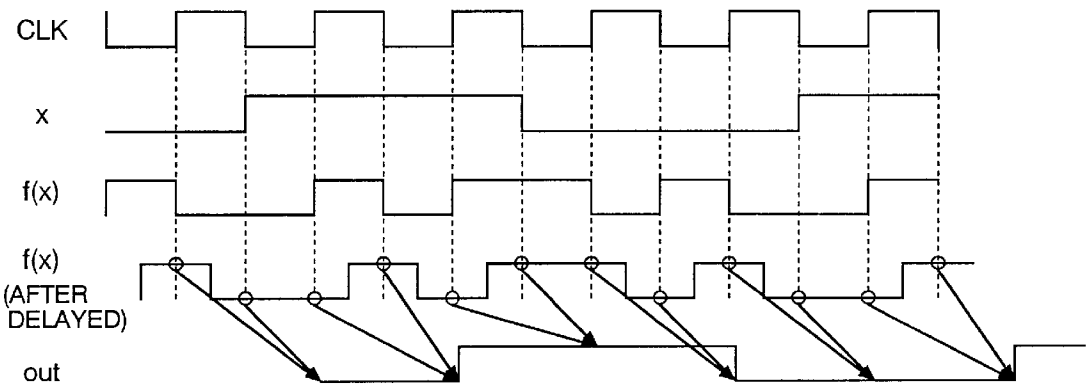 CLK
x
f(x)
f(x)
(AFTER
DELAYED)
out